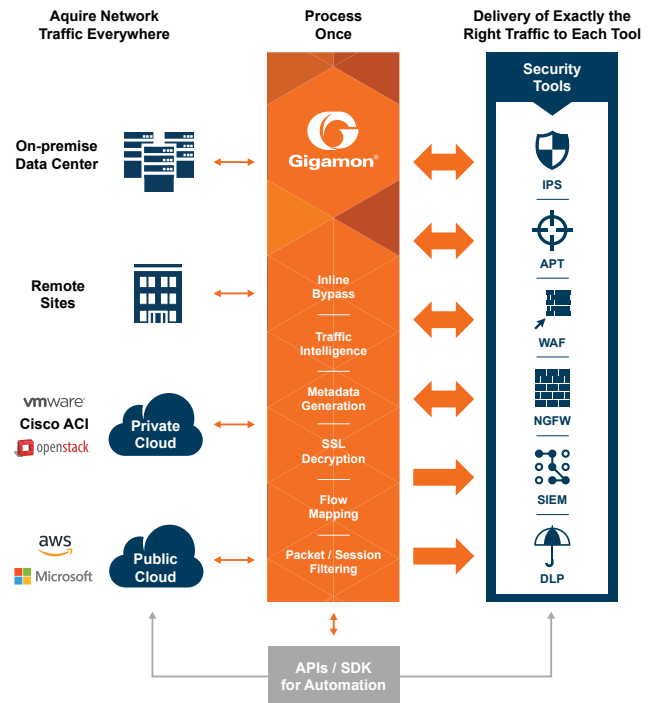 Aquire Network
Traffic Everywhere
Process
Once
Delivery of Exactly the
Right Traffic to Each Tool
On-premise
Data Center
Remote
Sites
vmware®
Cisco ACI
openstack
Private
Cloud
aws
Microsoft
Public
Cloud
Gigamon®
Inline
Bypass
Traffic
Intelligence
Metadata
Generation
SSL
Decryption
Flow
Mapping
Packet / Session
Filtering
Security
Tools
IPS
APT
WAF
NGFW
SIEM
DLP
APIs / SDK
for Automation